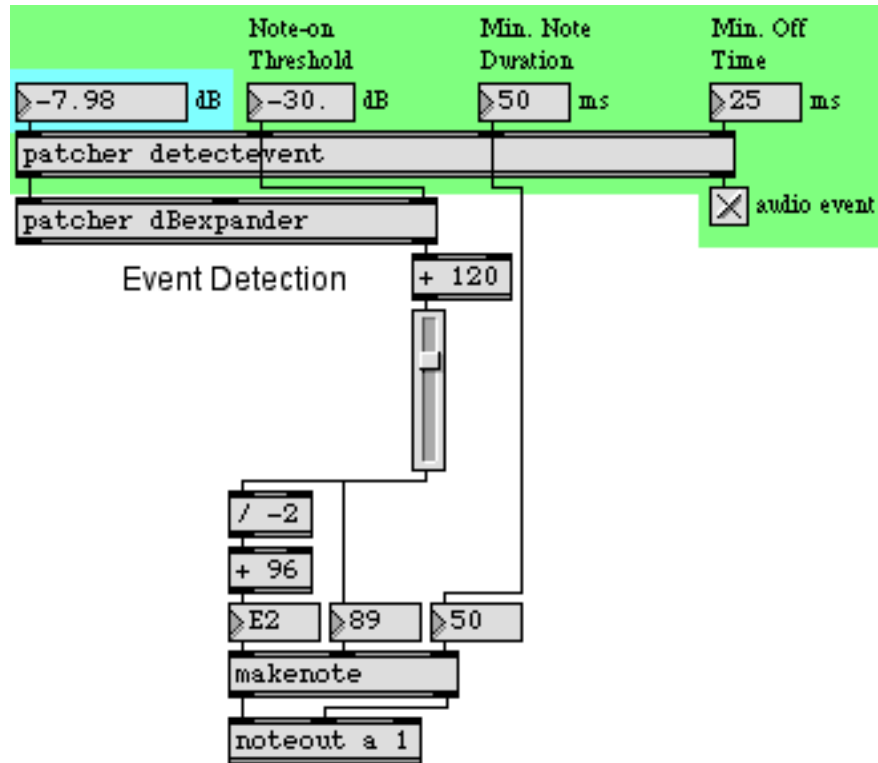 Note-on
Threshold
Min. Note
Duration
Min. Off
Time
-7.98 dB
-30. dB
50 ms
25 ms
patcher detectevent
audio event
patcher dBexpander
Event Detection
+ 120
/ -2
+ 96
E2
89
50
makenote
noteout a 1